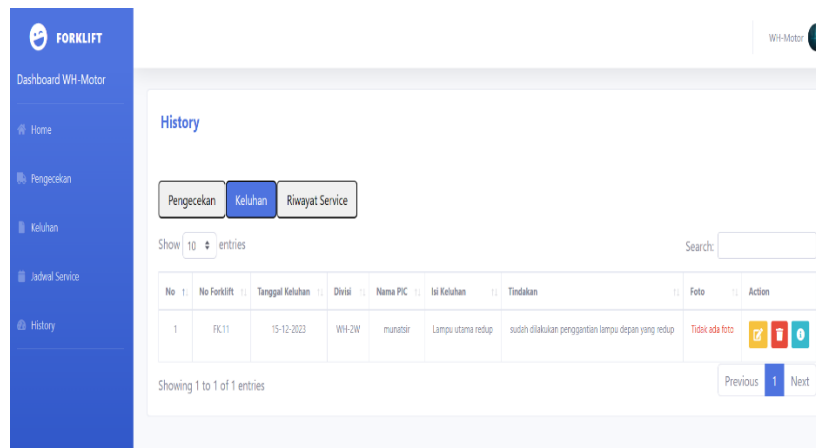 FORKLIFT
WH-Motor
Dashboard WH-Motor
Home
Pengecekan
Keluhan
Jadwal Service
History
History
Pengecekan Keluhan Riwayat Service
Show 10 entries Search:
No No Forklift Tanggal Keluhan Divisi Nama PIC Isi Keluhan Tindakan Foto Action
1 FK.11 15-12-2023 WH-2W munatsir Lampu utama redup sudah dilakukan penggantian lampu depan yang redup Tidak ada foto
Showing 1 to 1 of 1 entries Previous 1 Next